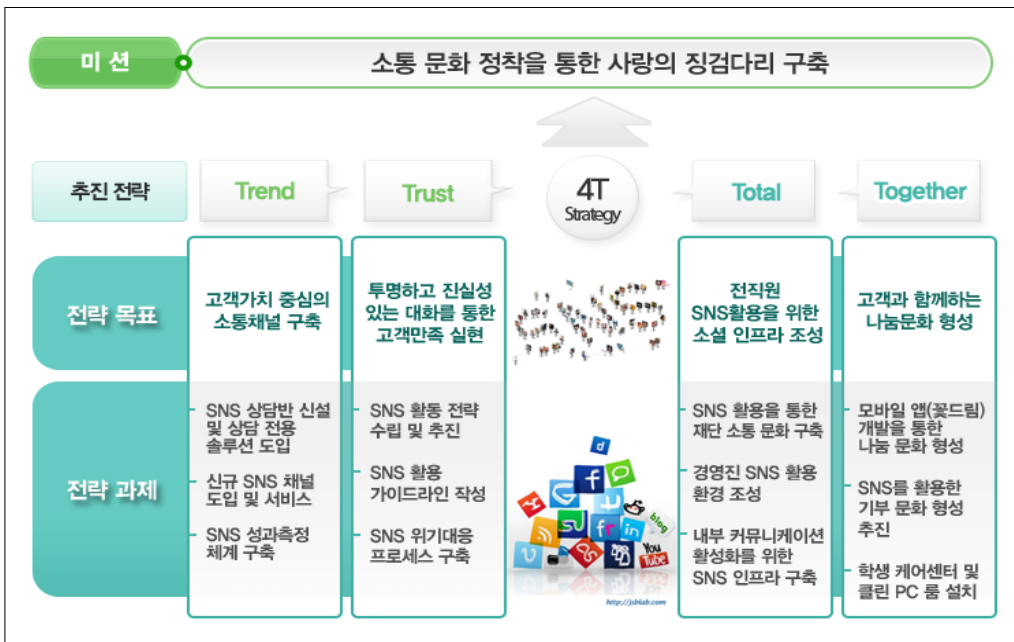 미 션
소통 문화 정착을 통한 사랑의 징검다리 구축
추진 전략
Trend
Trust
4T
Strategy
Total
Together
전략 목표
고객가치 중심의
소통채널 구축
투명하고 진실성
있는 대화를 통한
고객만족 실현
SNS
전직원
SNS활용을 위한
소셜 인프라 조성
고객과 함께하는
나눔문화 형성
전략 과제
SNS 상담반 신설
및 상담 전용
솔루션 도입
신규 SNS 채널
도입 및 서비스
SNS 성과측정
체계 구축
SNS 활동 전략
수립 및 추진
SNS 활용
가이드라인 작성
SNS 위기대응
프로세스 구축
d
f
G
fr
in
blog
You
Tube
http://jsblab.com
SNS 활용을 통한
재단 소통 문화 구축
경영진 SNS 활용
환경 조성
내부 커뮤니케이션
활성화를 위한
SNS 인프라 구축
모바일 앱(꽃드림)
개발을 통한
나눔 문화 형성
SNS를 활용한
기부 문화 형성
추진
학생 케어센터 및
클린 PC 룸 설치